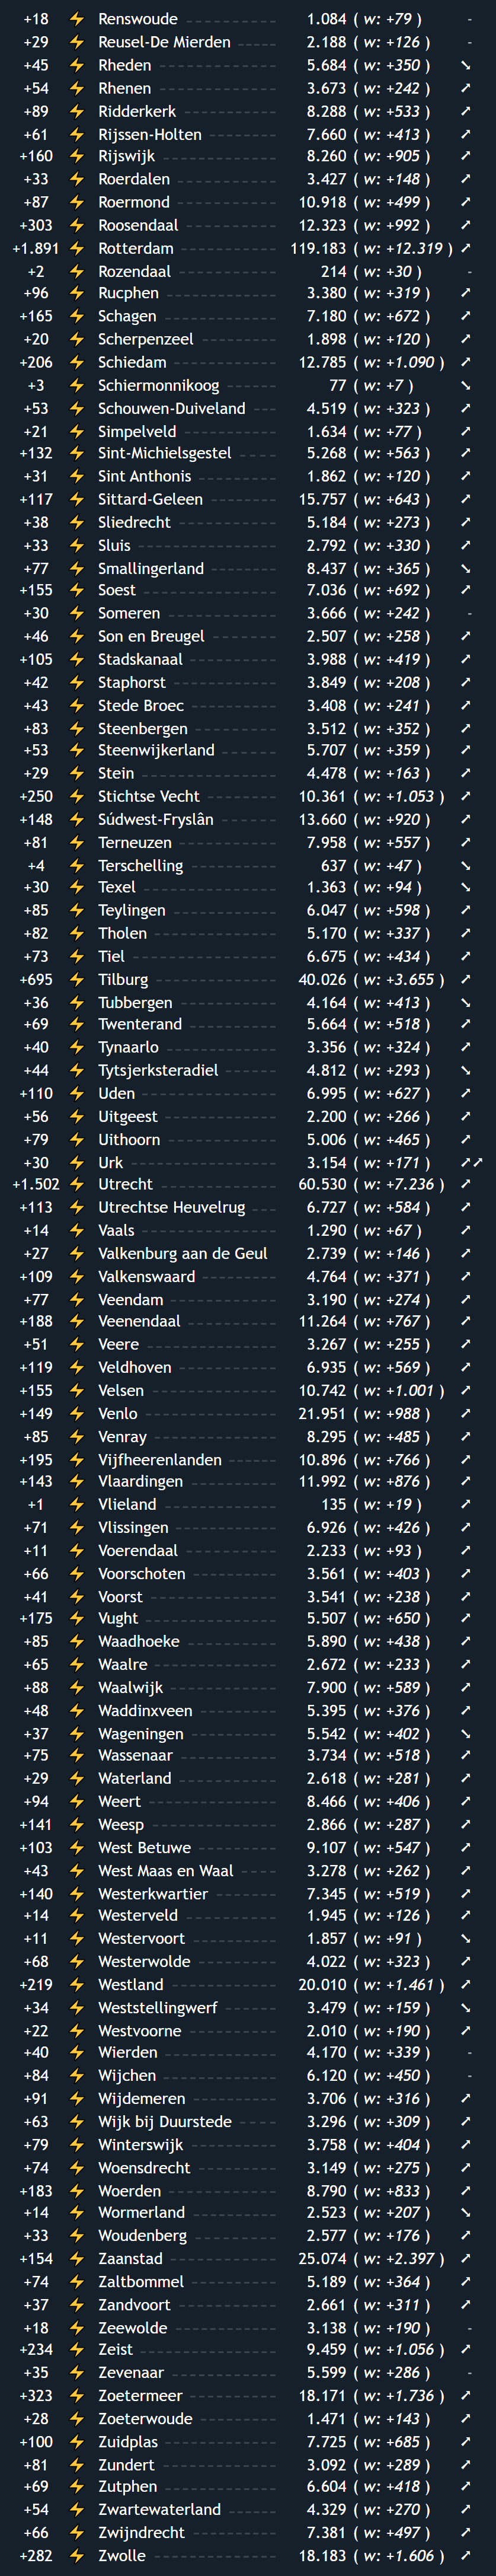 +18 ⚡ Renswoude 1.084 ( w: +79 ) -
+29 ⚡ Reusel-De Mierden 2.188 ( w: +126 ) -
+45 ⚡ Rheden 5.684 ( w: +350 ) ➘
+54 ⚡ Rhenen 3.673 ( w: +242 ) ➚
+89 ⚡ Ridderkerk 8.288 ( w: +533 ) ➚
+61 ⚡ Rijssen-Holten 7.660 ( w: +413 ) ➚
+160 ⚡ Rijswijk 8.260 ( w: +905 ) ➚
+33 ⚡ Roerdalen 3.427 ( w: +148 ) ➚
+87 ⚡ Roermond 10.918 ( w: +499 ) ➚
+303 ⚡ Roosendaal 12.323 ( w: +992 ) ➚
+1.891 ⚡ Rotterdam 119.183 ( w: +12.319 ) ➚
+2 ⚡ Rozendaal 214 ( w: +30 ) -
+96 ⚡ Rucphen 3.380 ( w: +319 ) ➚
+165 ⚡ Schagen 7.180 ( w: +672 ) ➚
+20 ⚡ Scherpenzeel 1.898 ( w: +120 ) ➚
+206 ⚡ Schiedam 12.785 ( w: +1.090 ) ➚
+3 ⚡ Schiermonnikoog 77 ( w: +7 ) ➘
+53 ⚡ Schouwen-Duiveland 4.519 ( w: +323 ) ➚
+21 ⚡ Simpelveld 1.634 ( w: +77 ) ➚
+132 ⚡ Sint-Michielsgestel 5.268 ( w: +563 ) ➚
+31 ⚡ Sint Anthonis 1.862 ( w: +120 ) ➚
+117 ⚡ Sittard-Geleen 15.757 ( w: +643 ) ➚
+38 ⚡ Sliedrecht 5.184 ( w: +273 ) ➚
+33 ⚡ Sluis 2.792 ( w: +330 ) ➚
+77 ⚡ Smallingerland 8.437 ( w: +365 ) ➘
+155 ⚡ Soest 7.036 ( w: +692 ) ➚
+30 ⚡ Someren 3.666 ( w: +242 ) -
+46 ⚡ Son en Breugel 2.507 ( w: +258 ) ➚
+105 ⚡ Stadskanaal 3.988 ( w: +419 ) ➚
+42 ⚡ Staphorst 3.849 ( w: +208 ) ➚
+43 ⚡ Stede Broec 3.408 ( w: +241 ) ➚
+83 ⚡ Steenbergen 3.512 ( w: +352 ) ➚
+53 ⚡ Steenwijkerland 5.707 ( w: +359 ) ➚
+29 ⚡ Stein 4.478 ( w: +163 ) ➚
+250 ⚡ Stichtse Vecht 10.361 ( w: +1.053 ) ➚
+148 ⚡ Súdwest-Fryslân 13.660 ( w: +920 ) ➚
+81 ⚡ Terneuzen 7.958 ( w: +557 ) ➚
+4 ⚡ Terschelling 637 ( w: +47 ) ➘
+30 ⚡ Texel 1.363 ( w: +94 ) ➘
+85 ⚡ Teylingen 6.047 ( w: +598 ) ➚
+82 ⚡ Tholen 5.170 ( w: +337 ) ➚
+73 ⚡ Tiel 6.675 ( w: +434 ) ➚
+695 ⚡ Tilburg 40.026 ( w: +3.655 ) ➚
+36 ⚡ Tubbergen 4.164 ( w: +413 ) ➘
+69 ⚡ Twenterand 5.664 ( w: +518 ) ➚
+40 ⚡ Tynaarlo 3.356 ( w: +324 ) ➚
+44 ⚡ Tytsjerksteradiel 4.812 ( w: +293 ) ➘
+110 ⚡ Uden 6.995 ( w: +627 ) ➚
+56 ⚡ Uitgeest 2.200 ( w: +266 ) ➚
+79 ⚡ Uithoorn 5.006 ( w: +465 ) ➚
+30 ⚡ Urk 3.154 ( w: +171 ) ➚➚
+1.502 ⚡ Utrecht 60.530 ( w: +7.236 ) ➚
+113 ⚡ Utrechtse Heuvelrug 6.727 ( w: +584 ) ➚
+14 ⚡ Vaals 1.290 ( w: +67 ) ➚
+27 ⚡ Valkenburg aan de Geul 2.739 ( w: +146 ) ➚
+109 ⚡ Valkenswaard 4.764 ( w: +371 ) ➚
+77 ⚡ Veendam 3.190 ( w: +274 ) ➚
+188 ⚡ Veenendaal 11.264 ( w: +767 ) ➚
+51 ⚡ Veere 3.267 ( w: +255 ) ➚
+119 ⚡ Veldhoven 6.935 ( w: +569 ) ➚
+155 ⚡ Velsen 10.742 ( w: +1.001 ) ➚
+149 ⚡ Venlo 21.951 ( w: +988 ) ➚
+85 ⚡ Venray 8.295 ( w: +485 ) ➚
+195 ⚡ Vijfheerenlanden 10.896 ( w: +766 ) ➚
+143 ⚡ Vlaardingen 11.992 ( w: +876 ) ➚
+1 ⚡ Vlieland 135 ( w: +19 ) ➚
+71 ⚡ Vlissingen 6.926 ( w: +426 ) ➚
+11 ⚡ Voerendaal 2.233 ( w: +93 ) ➚
+66 ⚡ Voorschoten 3.561 ( w: +403 ) ➚
+41 ⚡ Voorst 3.541 ( w: +238 ) ➚
+175 ⚡ Vught 5.507 ( w: +650 ) ➚
+85 ⚡ Waadhoeke 5.890 ( w: +438 ) ➚
+65 ⚡ Waalre 2.672 ( w: +233 ) ➚
+88 ⚡ Waalwijk 7.900 ( w: +589 ) ➚
+48 ⚡ Waddinxveen 5.395 ( w: +376 ) ➚
+37 ⚡ Wageningen 5.542 ( w: +402 ) ➘
+75 ⚡ Wassenaar 3.734 ( w: +518 ) ➚
+29 ⚡ Waterland 2.618 ( w: +281 ) ➚
+94 ⚡ Weert 8.466 ( w: +406 ) ➚
+141 ⚡ Weesp 2.866 ( w: +287 ) ➚
+103 ⚡ West Betuwe 9.107 ( w: +547 ) ➚
+43 ⚡ West Maas en Waal 3.278 ( w: +262 ) ➚
+140 ⚡ Westerkwartier 7.345 ( w: +519 ) ➚
+14 ⚡ Westerveld 1.945 ( w: +126 ) ➚
+11 ⚡ Westervoort 1.857 ( w: +91 ) ➘
+68 ⚡ Westerwolde 4.022 ( w: +323 ) ➚
+219 ⚡ Westland 20.010 ( w: +1.461 ) ➚
+34 ⚡ Weststellingwerf 3.479 ( w: +159 ) ➘
+22 ⚡ Westvoorne 2.010 ( w: +190 ) ➚
+40 ⚡ Wierden 4.170 ( w: +339 ) -
+84 ⚡ Wijchen 6.120 ( w: +450 ) -
+91 ⚡ Wijdemeren 3.706 ( w: +316 ) ➚
+63 ⚡ Wijk bij Duurstede 3.296 ( w: +309 ) ➚
+79 ⚡ Winterswijk 3.758 ( w: +404 ) ➚
+74 ⚡ Woensdrecht 3.149 ( w: +275 ) ➚
+183 ⚡ Woerden 8.790 ( w: +833 ) ➚
+14 ⚡ Wormerland 2.523 ( w: +207 ) ➘
+33 ⚡ Woudenberg 2.577 ( w: +176 ) ➚
+154 ⚡ Zaanstad 25.074 ( w: +2.397 ) ➚
+74 ⚡ Zaltbommel 5.189 ( w: +364 ) ➚
+37 ⚡ Zandvoort 2.661 ( w: +311 ) ➚
+18 ⚡ Zeewolde 3.138 ( w: +190 ) -
+234 ⚡ Zeist 9.459 ( w: +1.056 ) ➚
+35 ⚡ Zevenaar 5.599 ( w: +286 ) -
+323 ⚡ Zoetermeer 18.171 ( w: +1.736 ) ➚
+28 ⚡ Zoeterwoude 1.471 ( w: +143 ) ➚
+100 ⚡ Zuidplas 7.725 ( w: +685 ) ➚
+81 ⚡ Zundert 3.092 ( w: +289 ) ➚
+69 ⚡ Zutphen 6.604 ( w: +418 ) ➚
+54 ⚡ Zwartewaterland 4.329 ( w: +270 ) ➚
+66 ⚡ Zwijndrecht 7.381 ( w: +497 ) ➚
+282 ⚡ Zwolle 18.183 ( w: +1.606 ) ➚